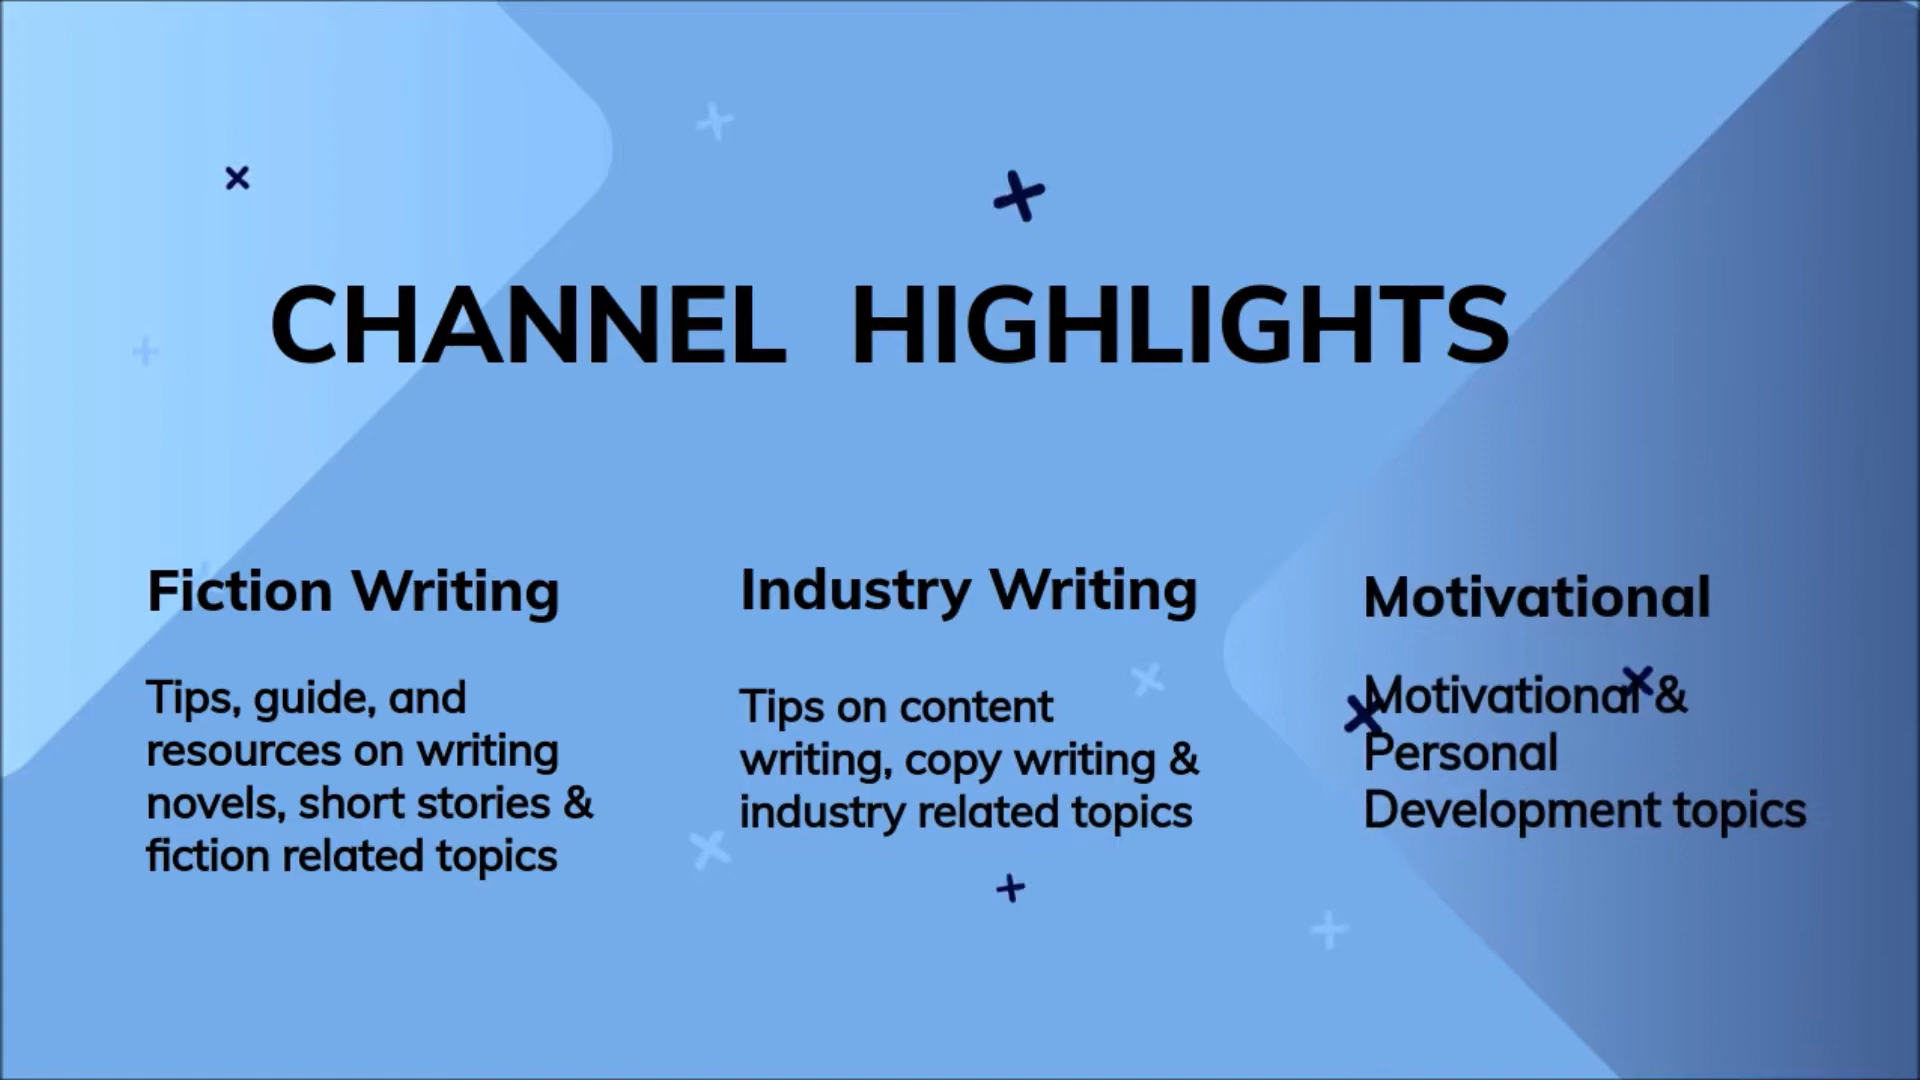 CHANNEL HIGHLIGHTS
Fiction Writing
Tips, guide, and
resources on writing
novels, short stories &
fiction related topics
Industry Writing
Tips on content
writing, copy writing &
industry related topics
Motivational
Motivational &
Personal
Development topics